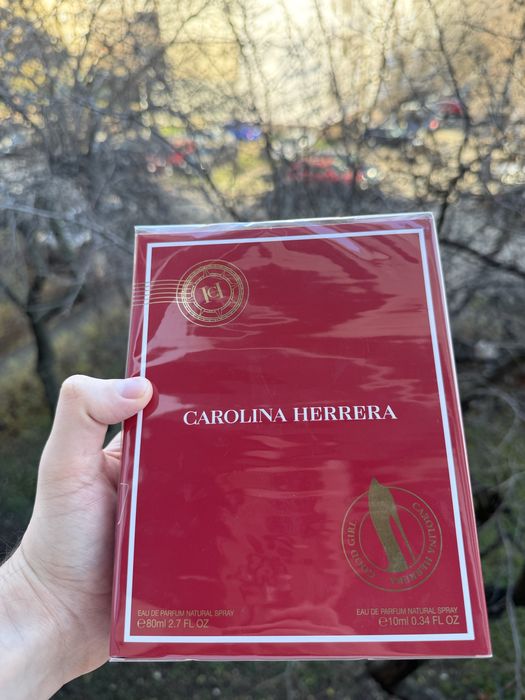 CH
CAROLINA HERRERA
GOOD GIRL
CAROLINA HERRERA
EAU DE PARFUM NATURAL SPRAY
℮80ml 2.7 FL OZ
EAU DE PARFUM NATURAL SPRAY
℮10ml 0.34 FL OZ